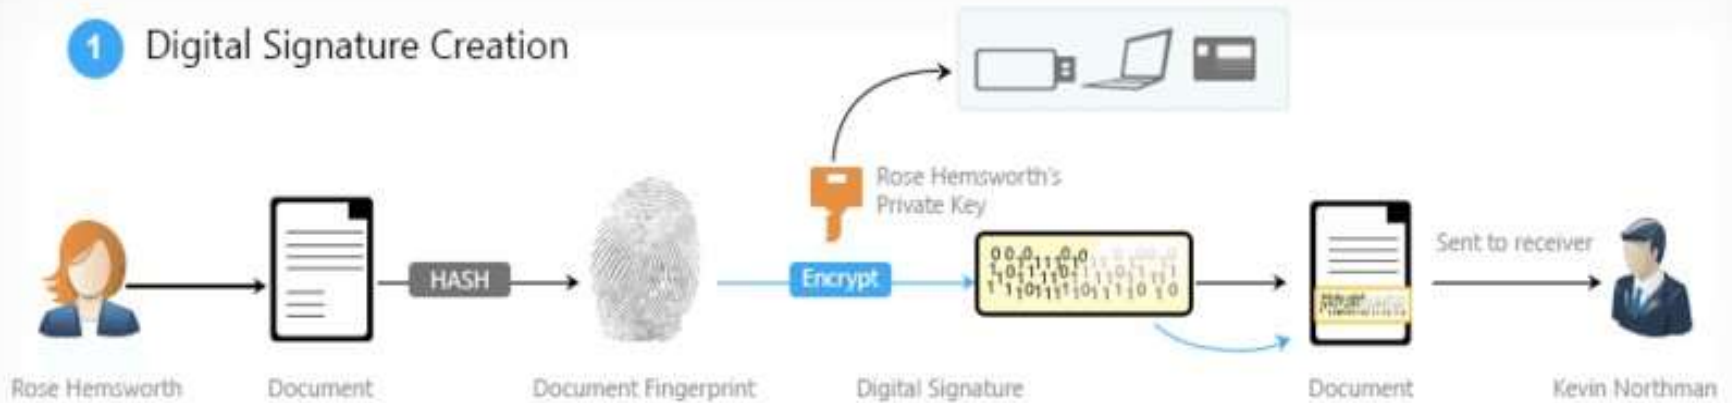 1 Digital Signature Creation
Rose Hemsworth's
Private Key
HASH
Encrypt
Sent to receiver
Rose Hemsworth
Document
Document Fingerprint
Digital Signature
Document
Kevin Northman